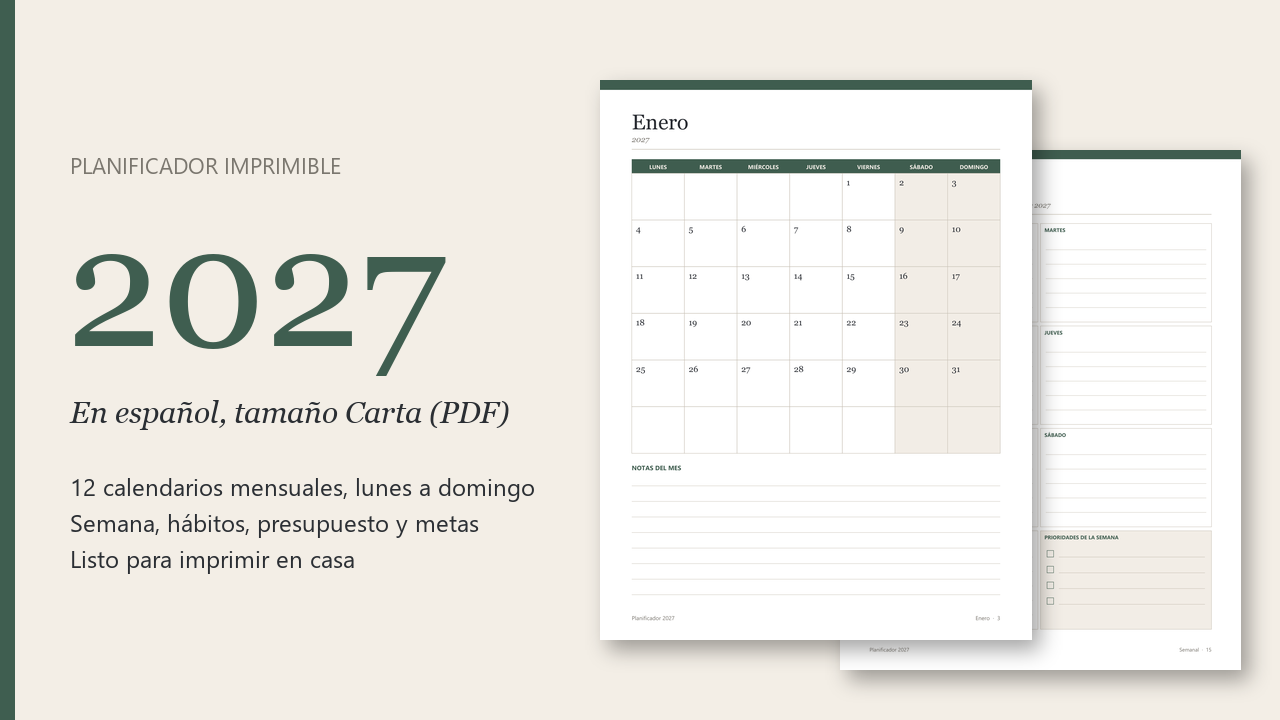 PLANIFICADOR IMPRIMIBLE
2027
En español, tamaño Carta (PDF)
12 calendarios mensuales, lunes a domingo
Semana, hábitos, presupuesto y metas
Listo para imprimir en casa
Enero
2027
LUNES MARTES MIÉRCOLES JUEVES VIERNES SÁBADO DOMINGO
1 2 3
4 5 6 7 8 9 10
11 12 13 14 15 16 17
18 19 20 21 22 23 24
25 26 27 28 29 30 31
NOTAS DEL MES
Planificador 2027 Enero · 3
2027
MARTES
JUEVES
SÁBADO
PRIORIDADES DE LA SEMANA
Planificador 2027 Semanal · 15